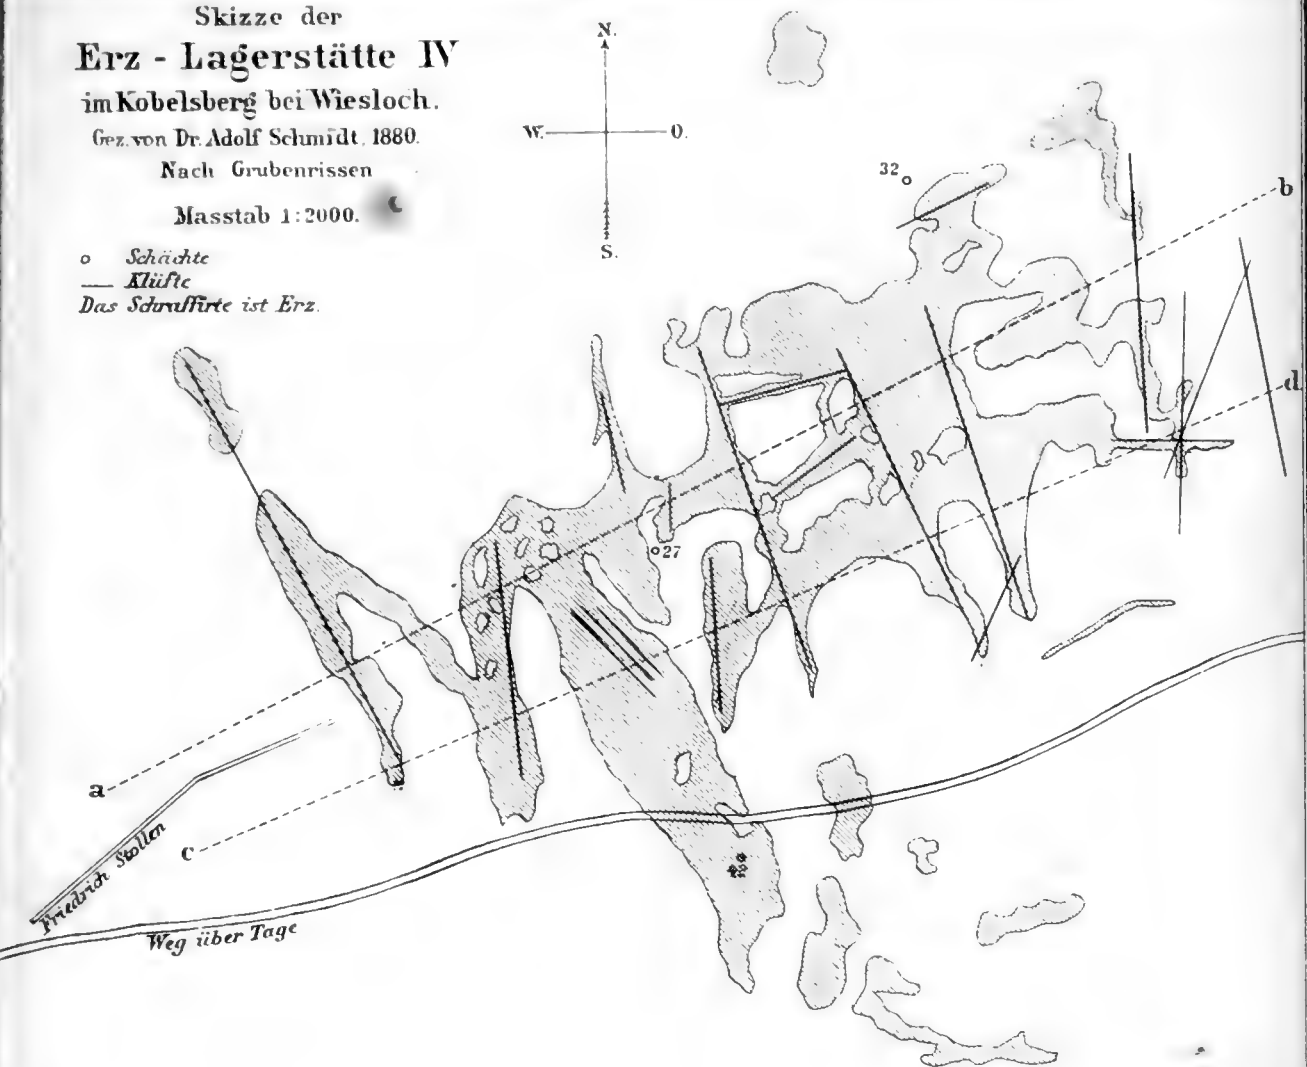 Skizze der
Erz - Lagerstätte IV
im Kobelsberg bei Wiesloch.
Gez. von Dr. Adolf Schmidt. 1880.
Nach Grubenrissen
Masstab 1:2000.
Schächte
Klüfte
Das Schraffirte ist Erz.
N.
W.
O.
S.
32
b
d
27
a
c
Friedrich Stollen
Weg über Tage